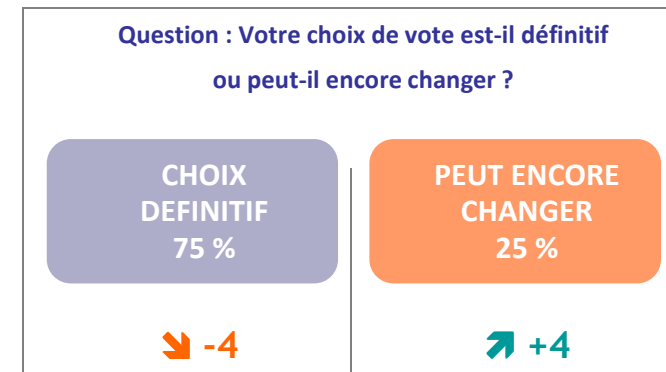 Question : Votre choix de vote est-il définitif
ou peut-il encore changer ?
CHOIX
DEFINITIF
75 %
PEUT ENCORE
CHANGER
25 %
-4
+4